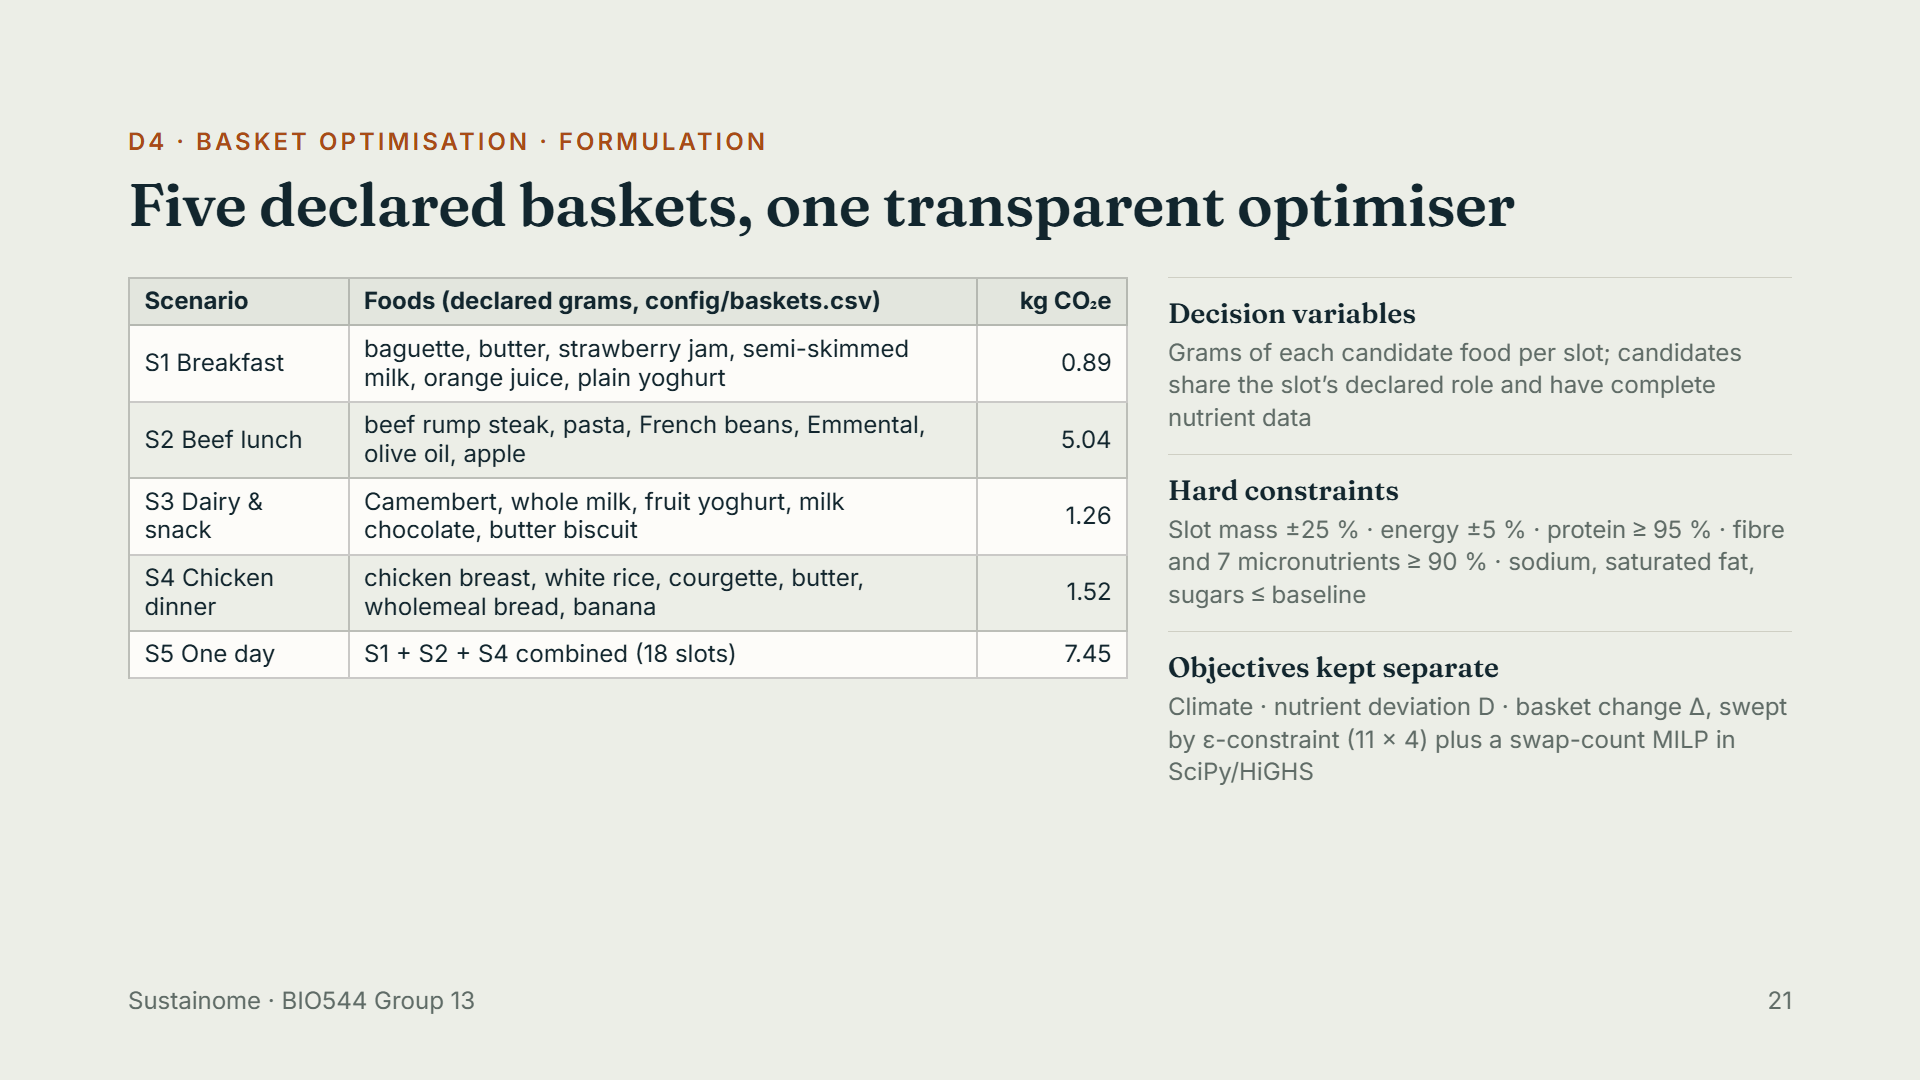 D4 · BASKET OPTIMISATION · FORMULATION
Five declared baskets, one transparent optimiser
Scenario
Foods (declared grams, config/baskets.csv)
kg CO₂e
S1 Breakfast
baguette, butter, strawberry jam, semi-skimmed
milk, orange juice, plain yoghurt
0.89
S2 Beef lunch
beef rump steak, pasta, French beans, Emmental,
olive oil, apple
5.04
S3 Dairy &
snack
Camembert, whole milk, fruit yoghurt, milk
chocolate, butter biscuit
1.26
S4 Chicken
dinner
chicken breast, white rice, courgette, butter,
wholemeal bread, banana
1.52
S5 One day
S1 + S2 + S4 combined (18 slots)
7.45
Decision variables
Grams of each candidate food per slot; candidates
share the slot’s declared role and have complete
nutrient data
Hard constraints
Slot mass ±25 % · energy ±5 % · protein ≥ 95 % · fibre
and 7 micronutrients ≥ 90 % · sodium, saturated fat,
sugars ≤ baseline
Objectives kept separate
Climate · nutrient deviation D · basket change Δ, swept
by ε-constraint (11 × 4) plus a swap-count MILP in
SciPy/HiGHS
Sustainome · BIO544 Group 13
21